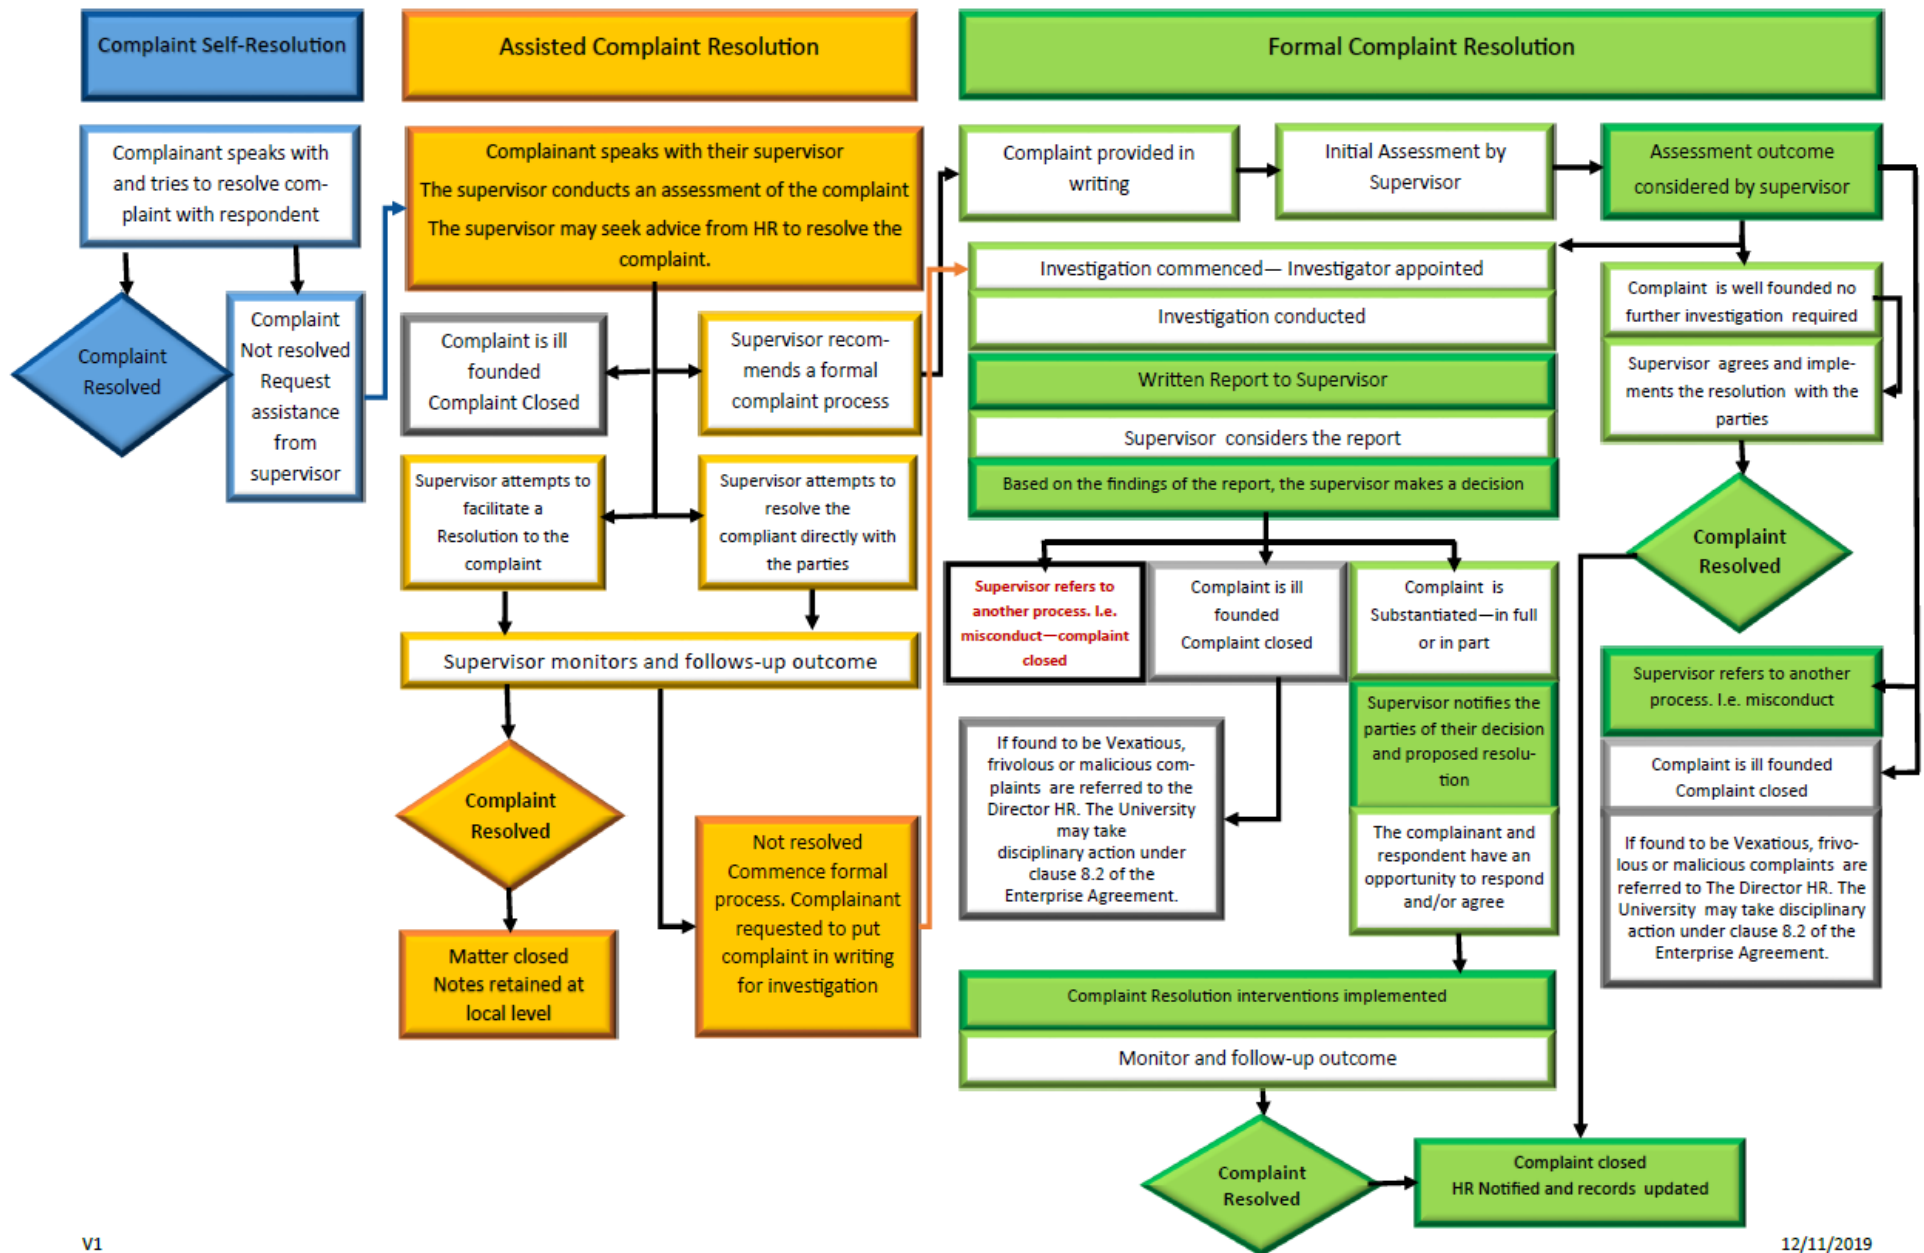 Complaint Self-Resolution
Assisted Complaint Resolution
Formal Complaint Resolution
Complainant speaks with
and tries to resolve com-
plaint with respondent
Complaint
Resolved
Complaint
Not resolved
Request
assistance
from
supervisor
Complainant speaks with their supervisor
The supervisor conducts an assessment of the complaint
The supervisor may seek advice from HR to resolve the
complaint.
Complaint is ill
founded
Complaint Closed
Supervisor recom-
mends a formal
complaint process
Supervisor attempts to
facilitate a
Resolution to the
complaint
Supervisor attempts to
resolve the
compliant directly with
the parties
Supervisor monitors and follows-up outcome
Complaint
Resolved
Matter closed
Notes retained at
local level
Not resolved
Commence formal
process. Complainant
requested to put
complaint in writing
for investigation
Complaint provided in
writing
Initial Assessment by
Supervisor
Assessment outcome
considered by supervisor
Investigation commenced— Investigator appointed
Investigation conducted
Written Report to Supervisor
Supervisor considers the report
Based on the findings of the report, the supervisor makes a decision
Supervisor refers to
another process. I.e.
misconduct—complaint
closed
Complaint is ill
founded
Complaint closed
Complaint is
Substantiated—in full
or in part
If found to be Vexatious,
frivolous or malicious com-
plaints are referred to the
Director HR. The University
may take
disciplinary action under
clause 8.2 of the
Enterprise Agreement.
Supervisor notifies the
parties of their decision
and proposed resolu-
tion
The complainant and
respondent have an
opportunity to respond
and/or agree
Complaint Resolution interventions implemented
Monitor and follow-up outcome
Complaint
Resolved
Complaint closed
HR Notified and records updated
Complaint is well founded no
further investigation required
Supervisor agrees and imple-
ments the resolution with the
parties
Complaint
Resolved
Supervisor refers to another
process. I.e. misconduct
Complaint is ill founded
Complaint closed
If found to be Vexatious, frivo-
lous or malicious complaints are
referred to The Director HR. The
University may take disciplinary
action under clause 8.2 of the
Enterprise Agreement.
V1
12/11/2019